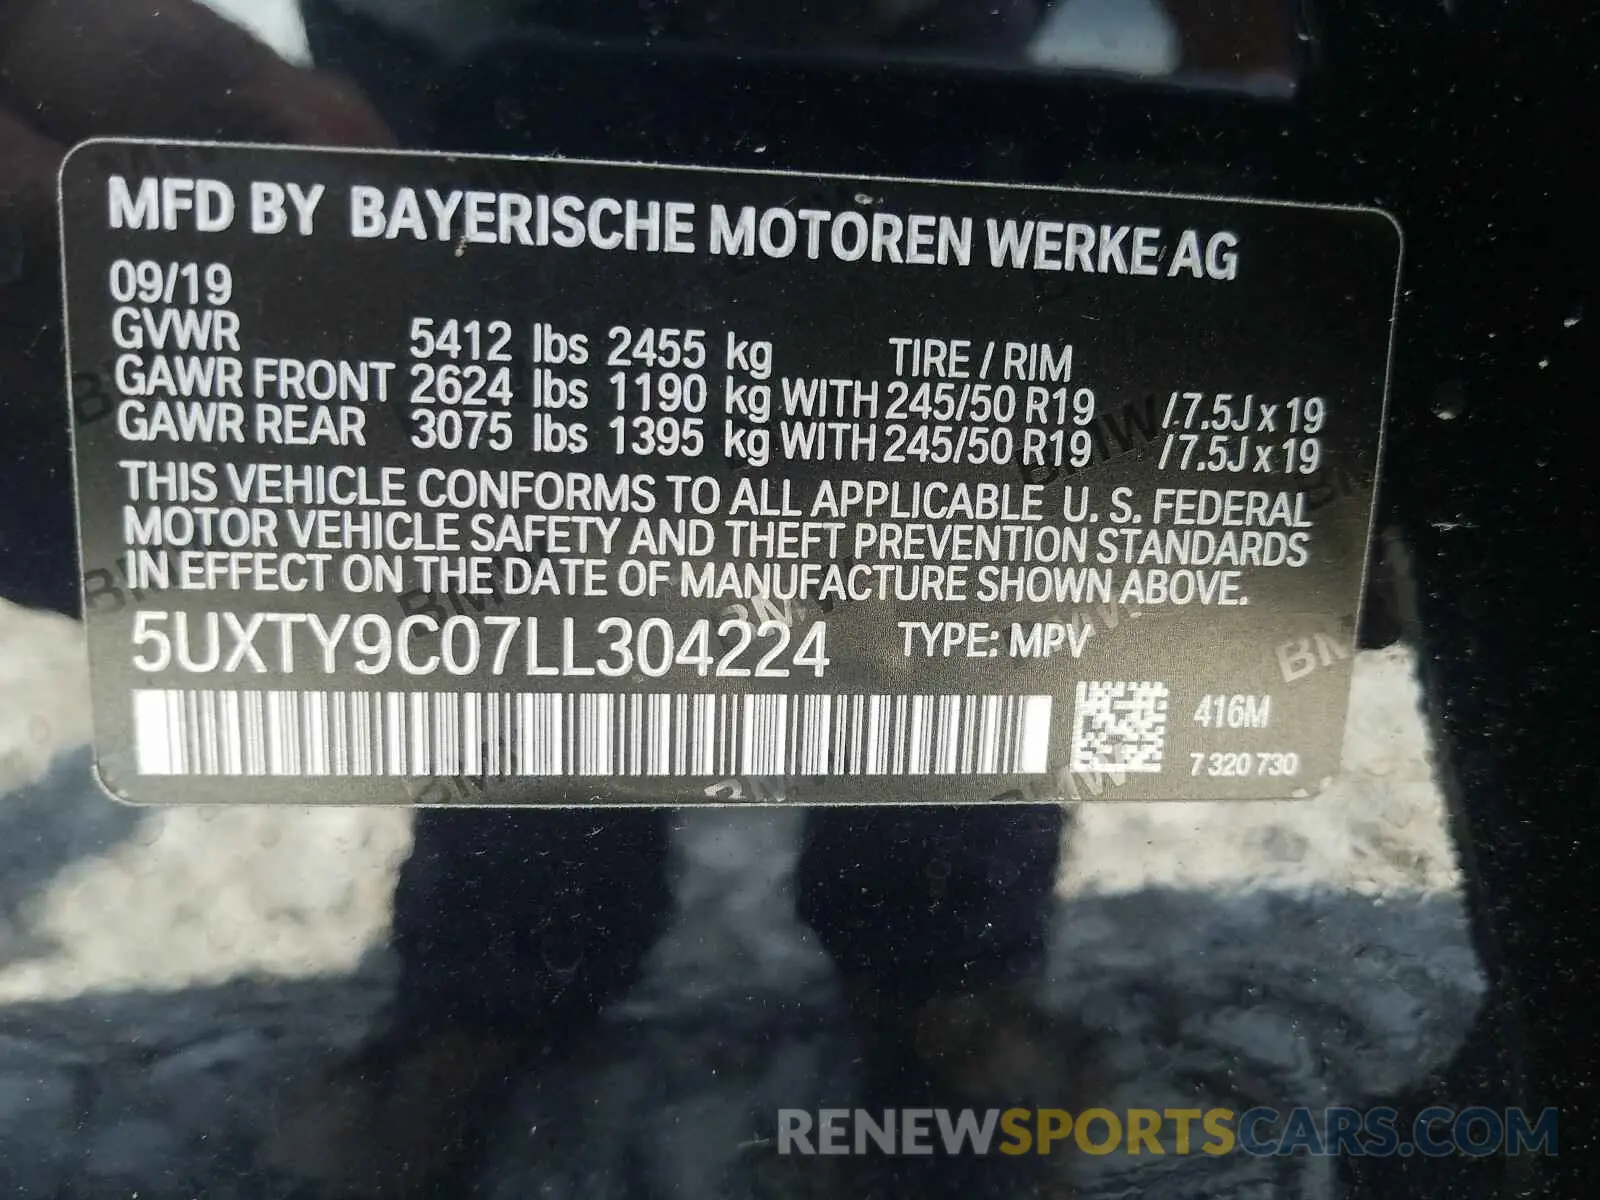 MFD BY BAYERISCHE MOTOREN WERKE AG
09/19
GVWR 5412 lbs 2455 kg TIRE / RIM
GAWR FRONT 2624 lbs 1190 kg WITH 245/50 R19 /7.5J x 19
GAWR REAR 3075 lbs 1395 kg WITH 245/50 R19 /7.5J x 19
THIS VEHICLE CONFORMS TO ALL APPLICABLE U. S. FEDERAL
MOTOR VEHICLE SAFETY AND THEFT PREVENTION STANDARDS
IN EFFECT ON THE DATE OF MANUFACTURE SHOWN ABOVE.
5UXTY9C07LL304224 TYPE: MPV
416M
7 320 730
RENEWSPORTSCARS.COM